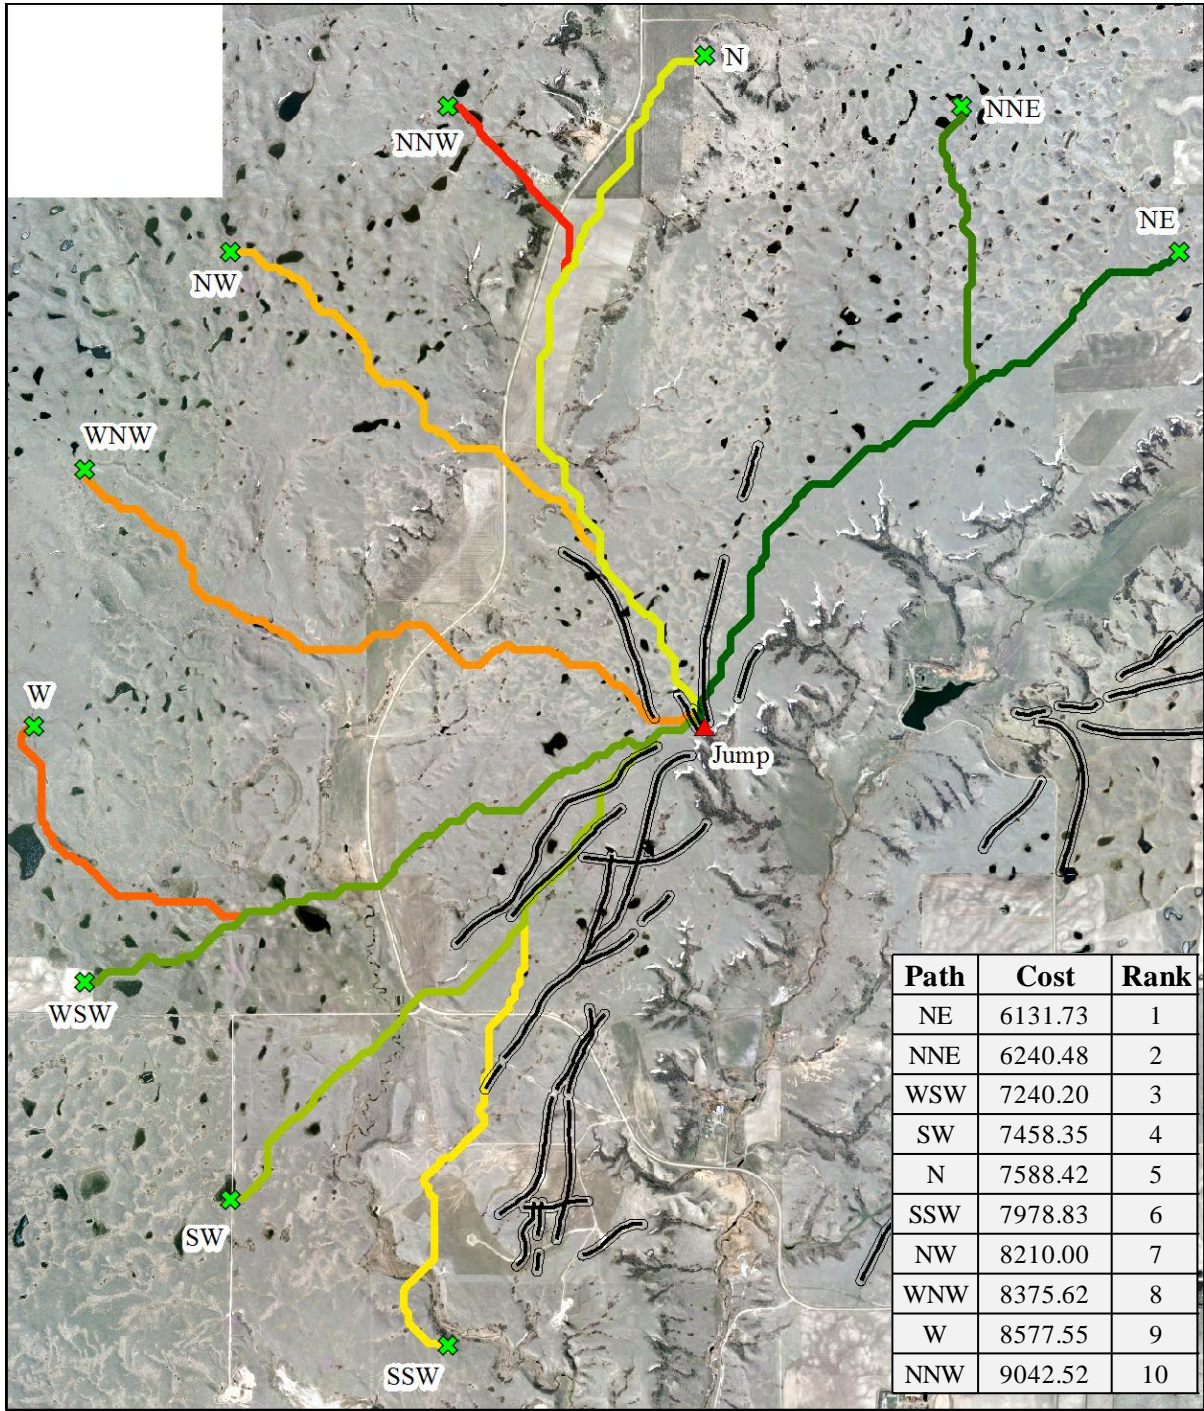 N
NNW
NNE
NE
NW
WNW
W
Jump
WSW
SW
SSW
Path Cost Rank
NE 6131.73 1
NNE 6240.48 2
WSW 7240.20 3
SW 7458.35 4
N 7588.42 5
SSW 7978.83 6
NW 8210.00 7
WNW 8375.62 8
W 8577.55 9
NNW 9042.52 10